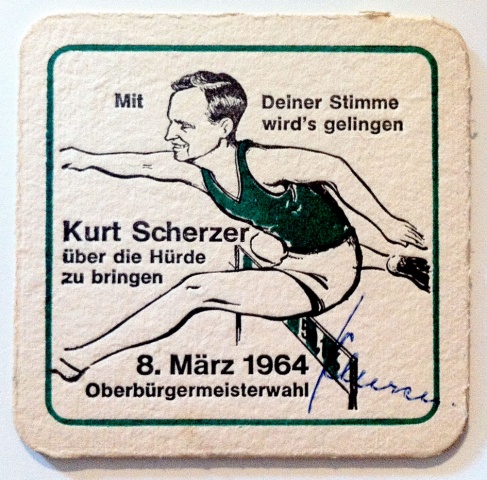 Mit Deiner Stimme
wird's gelingen
Kurt Scherzer
über die Hürde
zu bringen
8. März 1964
Oberbürgermeisterwahl